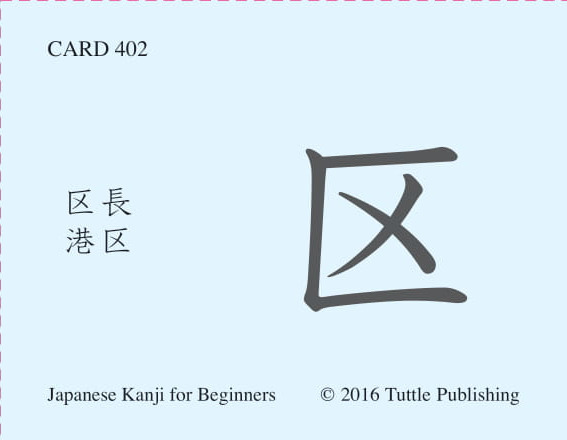 CARD 402
区
区長
港区
Japanese Kanji for Beginners © 2016 Tuttle Publishing